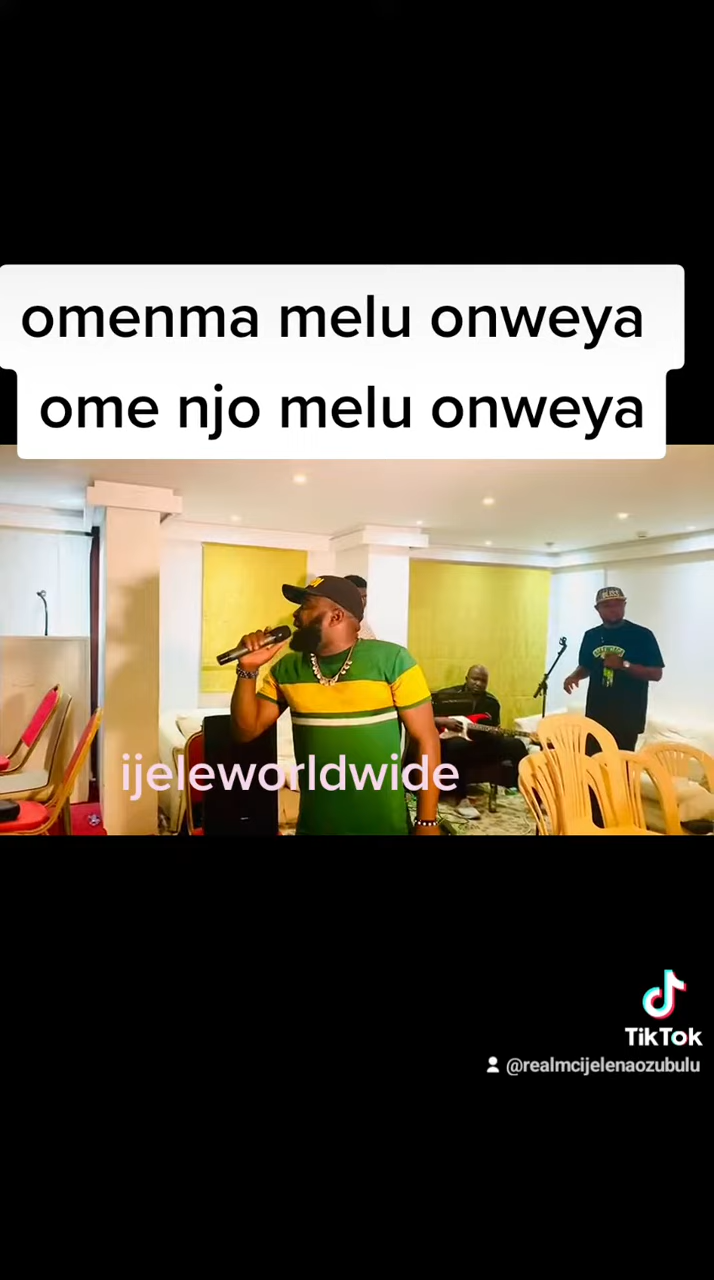 omenma melu onweya
ome njo melu onweya
ijeleworldwide
TikTok
@realmcijelenaozubulu